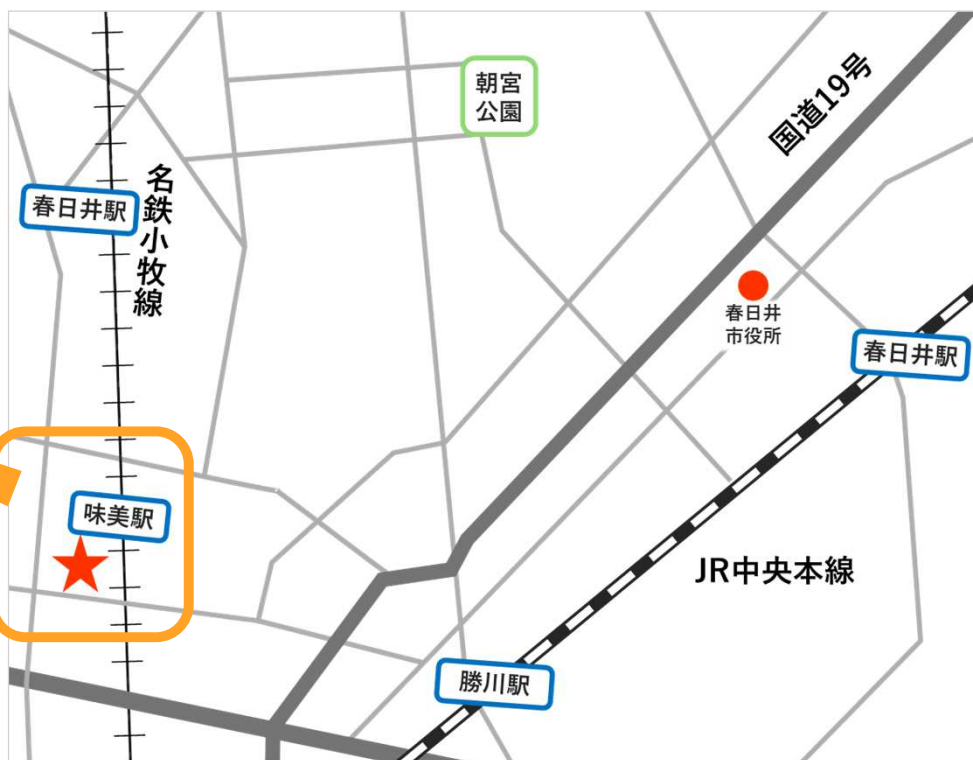 朝宮
公園
国道19号
春日井駅
名鉄小牧線
春日井
市役所
春日井駅
味美駅
JR中央本線
勝川駅